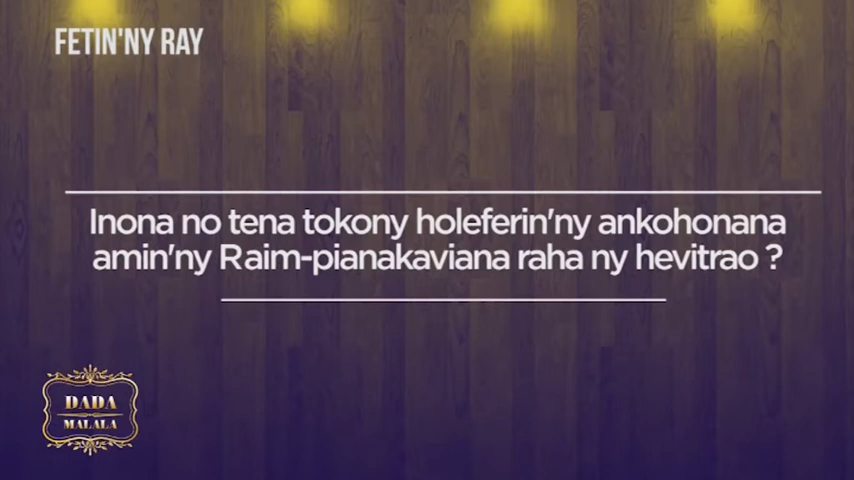 FETIN'NY RAY
Inona no tena tokony holeferin'ny ankohonana
amin'ny Raim-pianakaviana raha ny hevitrao ?
DADA
MALALA